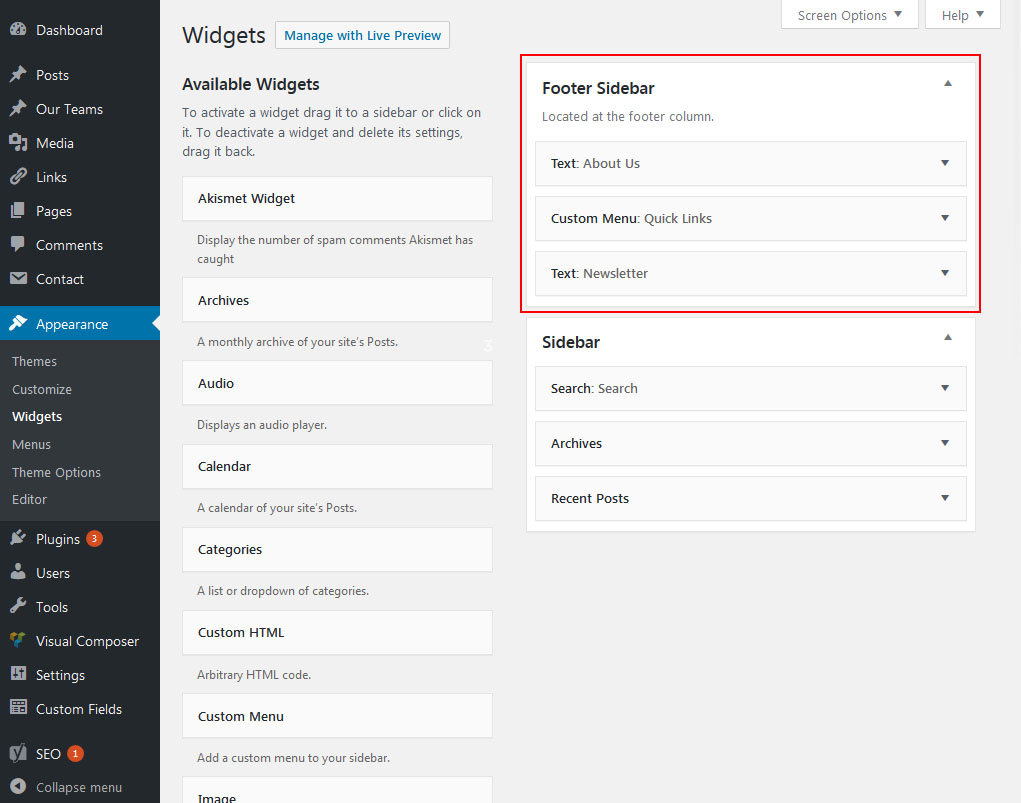 Dashboard
Posts
Our Teams
Media
Links
Pages
Comments
Contact
Appearance
Themes
Customize
Widgets
Menus
Theme Options
Editor
Plugins 3
Users
Tools
Visual Composer
Settings
Custom Fields
SEO 1
Collapse menu
Screen Options
Help
Widgets
Manage with Live Preview
Available Widgets
To activate a widget drag it to a sidebar or click on
it. To deactivate a widget and delete its settings,
drag it back.
Akismet Widget
Display the number of spam comments Akismet has
caught
Archives
A monthly archive of your site's Posts.
3
Audio
Displays an audio player.
Calendar
A calendar of your site's Posts.
Categories
A list or dropdown of categories.
Custom HTML
Arbitrary HTML code.
Custom Menu
Add a custom menu to your sidebar.
Image
Footer Sidebar
Located at the footer column.
Text: About Us
Custom Menu: Quick Links
Text: Newsletter
Sidebar
Search: Search
Archives
Recent Posts